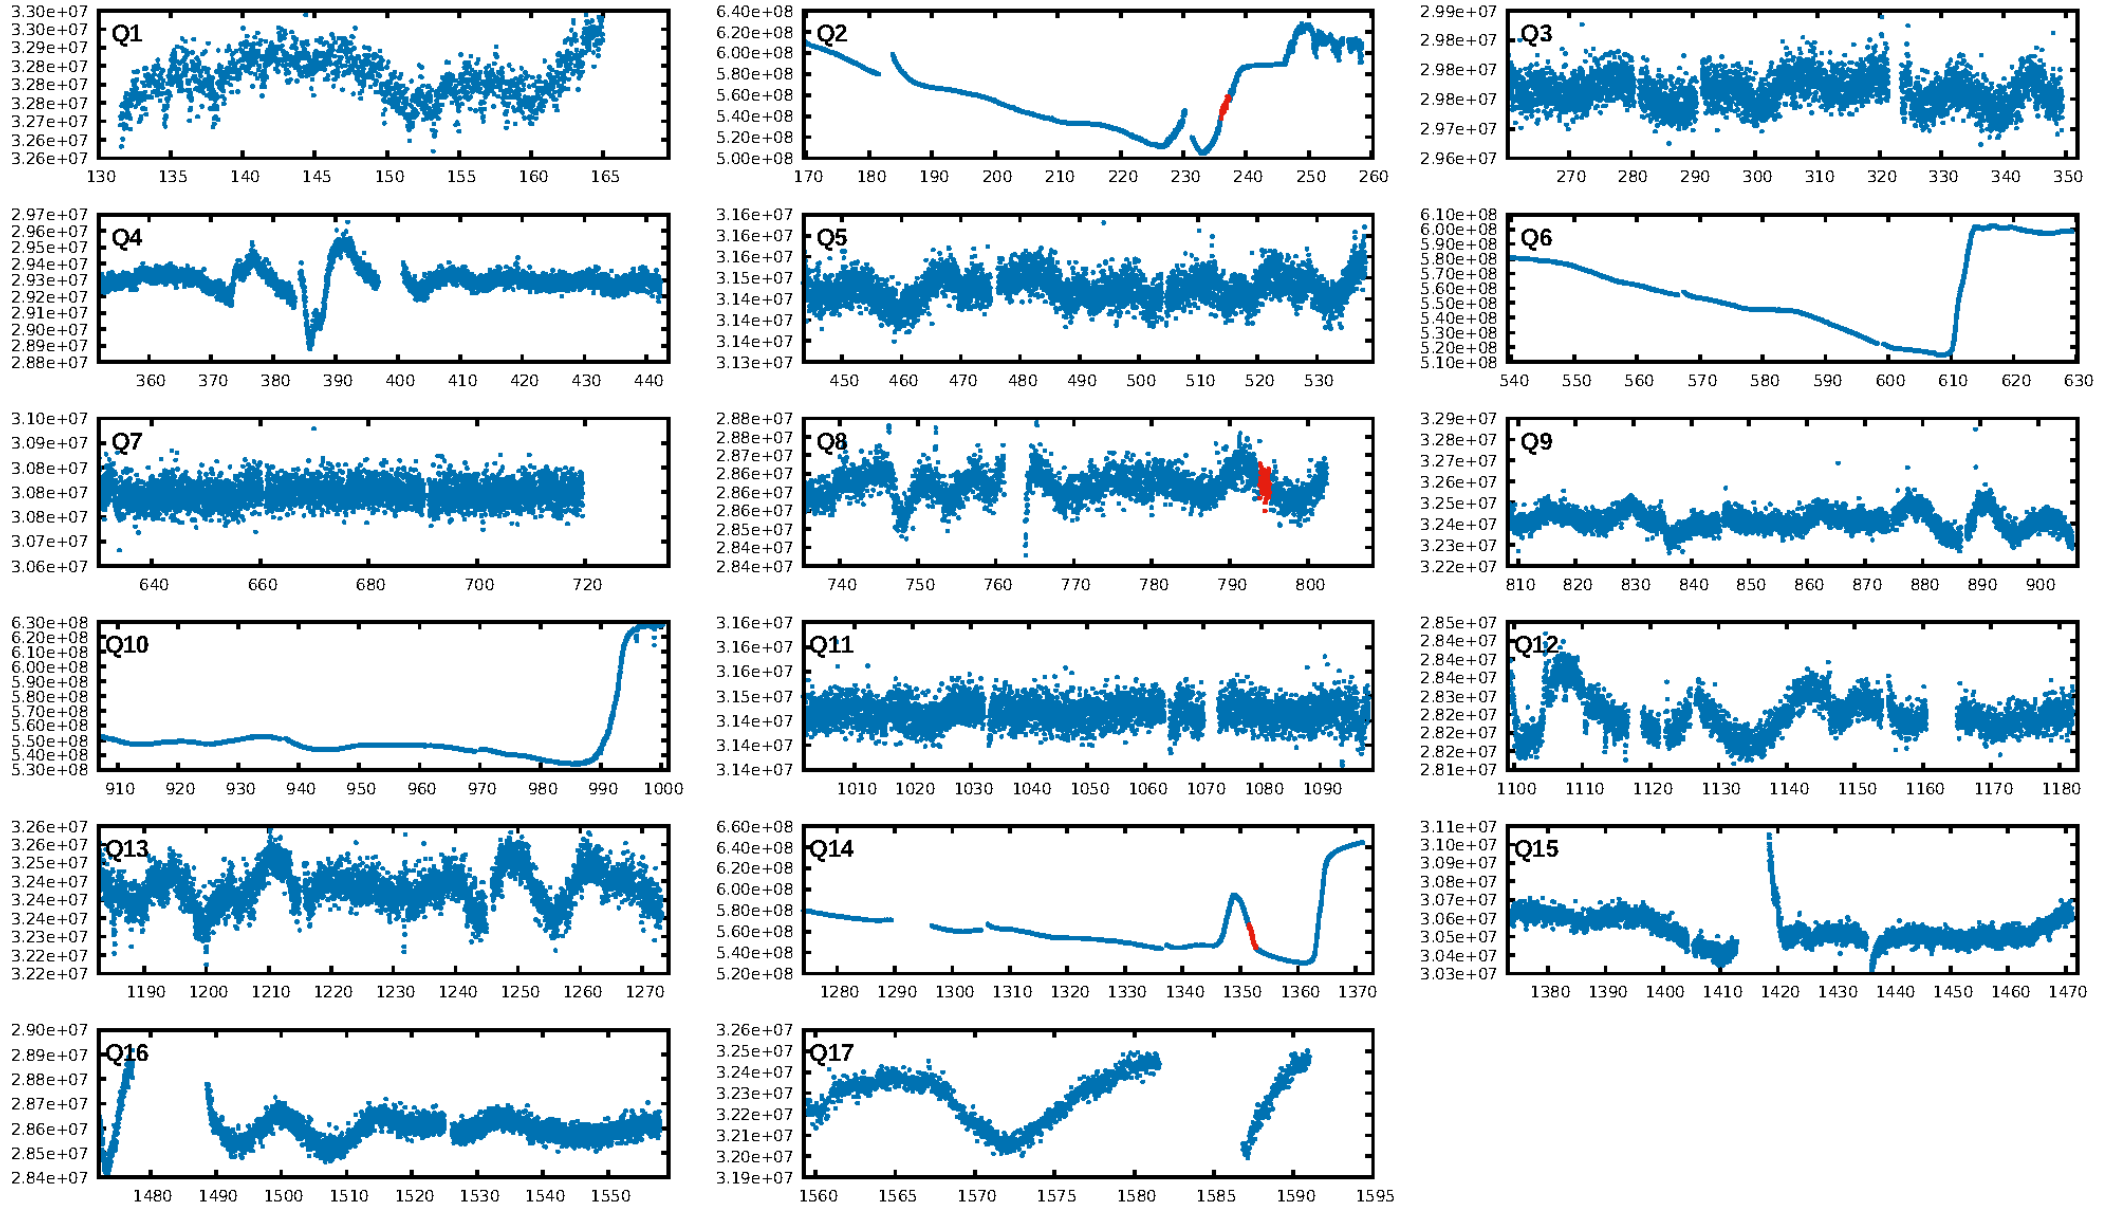 3.30e+07
3.30e+07
3.29e+07
3.28e+07
3.28e+07
3.27e+07
3.26e+07
3.26e+07
Q1
130 135 140 145 150 155 160 165
6.40e+08
6.20e+08
6.00e+08
5.80e+08
5.60e+08
5.40e+08
5.20e+08
5.00e+08
Q2
170 180 190 200 210 220 230 240 250 260
2.99e+07
2.98e+07
2.98e+07
2.98e+07
2.97e+07
2.96e+07
Q3
270 280 290 300 310 320 330 340 350
2.97e+07
2.96e+07
2.95e+07
2.94e+07
2.93e+07
2.92e+07
2.91e+07
2.90e+07
2.89e+07
2.88e+07
Q4
360 370 380 390 400 410 420 430 440
3.16e+07
3.16e+07
3.16e+07
3.15e+07
3.14e+07
3.14e+07
3.13e+07
Q5
450 460 470 480 490 500 510 520 530
6.10e+08
6.00e+08
5.90e+08
5.80e+08
5.70e+08
5.60e+08
5.50e+08
5.40e+08
5.30e+08
5.20e+08
5.10e+08
Q6
540 550 560 570 580 590 600 610 620 630
3.10e+07
3.09e+07
3.08e+07
3.08e+07
3.08e+07
3.07e+07
3.06e+07
Q7
640 660 680 700 720
2.88e+07
2.88e+07
2.87e+07
2.86e+07
2.86e+07
2.86e+07
2.85e+07
2.84e+07
2.84e+07
Q8
740 750 760 770 780 790 800
3.29e+07
3.28e+07
3.27e+07
3.26e+07
3.25e+07
3.24e+07
3.23e+07
3.22e+07
Q9
810 820 830 840 850 860 870 880 890 900
6.30e+08
6.20e+08
6.10e+08
6.00e+08
5.90e+08
5.80e+08
5.70e+08
5.60e+08
5.50e+08
5.40e+08
5.30e+08
Q10
910 920 930 940 950 960 970 980 990 1000
3.16e+07
3.16e+07
3.16e+07
3.15e+07
3.14e+07
3.14e+07
3.14e+07
Q11
1010 1020 1030 1040 1050 1060 1070 1080 1090
2.85e+07
2.84e+07
2.84e+07
2.84e+07
2.83e+07
2.82e+07
2.82e+07
2.82e+07
2.81e+07
Q12
1100 1110 1120 1130 1140 1150 1160 1170 1180
3.26e+07
3.26e+07
3.25e+07
3.24e+07
3.24e+07
3.24e+07
3.23e+07
3.22e+07
3.22e+07
Q13
1190 1200 1210 1220 1230 1240 1250 1260 1270
6.60e+08
6.40e+08
6.20e+08
6.00e+08
5.80e+08
5.60e+08
5.40e+08
5.20e+08
Q14
1280 1290 1300 1310 1320 1330 1340 1350 1360 1370
3.11e+07
3.10e+07
3.09e+07
3.08e+07
3.07e+07
3.06e+07
3.05e+07
3.04e+07
3.03e+07
Q15
1380 1390 1400 1410 1420 1430 1440 1450 1460 1470
2.90e+07
2.89e+07
2.88e+07
2.87e+07
2.86e+07
2.85e+07
2.84e+07
Q16
1480 1490 1500 1510 1520 1530 1540 1550
3.26e+07
3.25e+07
3.24e+07
3.23e+07
3.22e+07
3.21e+07
3.20e+07
3.19e+07
Q17
1560 1565 1570 1575 1580 1585 1590 1595